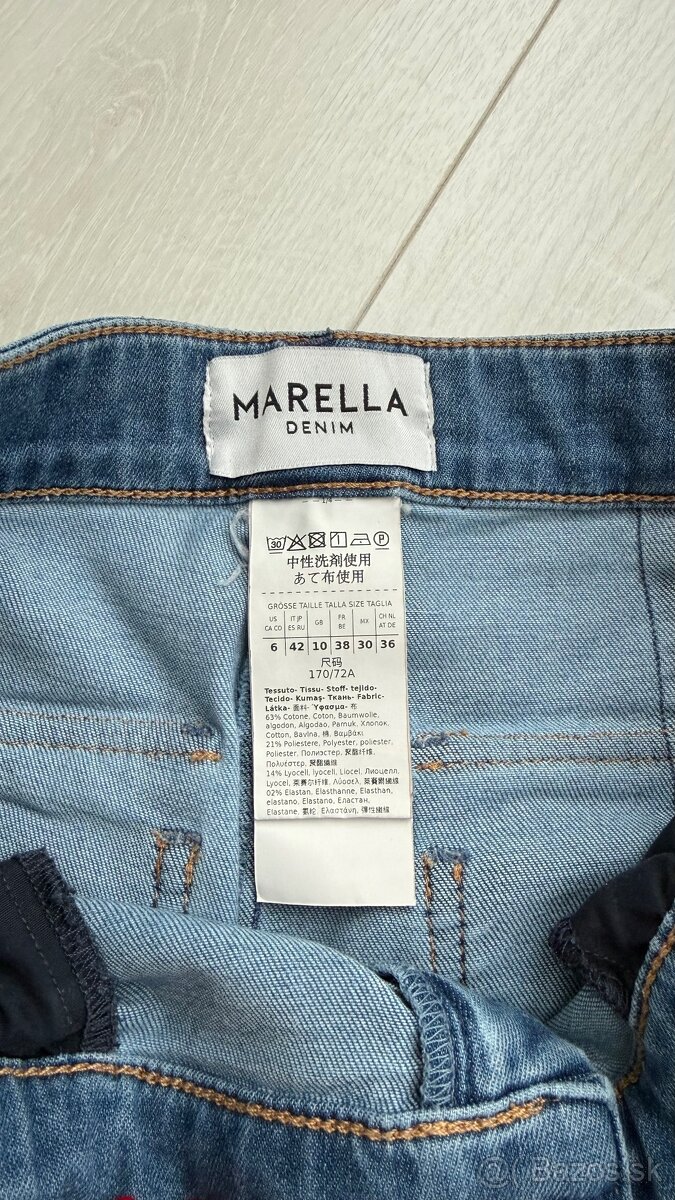 MARELLA
DENIM
1/4
30 1 P
中性洗剤使用
あて布使用
GRÖSSE TAILLE TALLA SIZE TAGLIA
US CA CO IT JP ES RU GB FR BE MX CH NL AT DE
6 42 10 38 30 36
尺码
170/72A
Tessuto- Tissu- Stoff- tejido-
Tecido- Kumaş- Ткань- Fabric-
Látka- 面料- Ύφασμα- 布
63% Cotone, Coton, Baumwolle,
algodon, Algodao, Pamuk, Хлопок,
Cotton, Bavlna, 棉, Βαμβάκι
21% Poliestere, Polyester, poliester,
Poliester, Полиэстер, 聚酯纤维,
Πολυέστερ, 聚酯纖維
14% Lyocell, lyocell, Liocel, Лиоцелл,
Lyocel, 莱赛尔纤维, Λύοσελ, 萊賽爾纖維
02% Elastan, Elasthanne, Elasthan,
elastano, Elastano, Еластан,
Elastane, 氨纶, Ελαστάνη, 彈性纖維
Bazos.sk